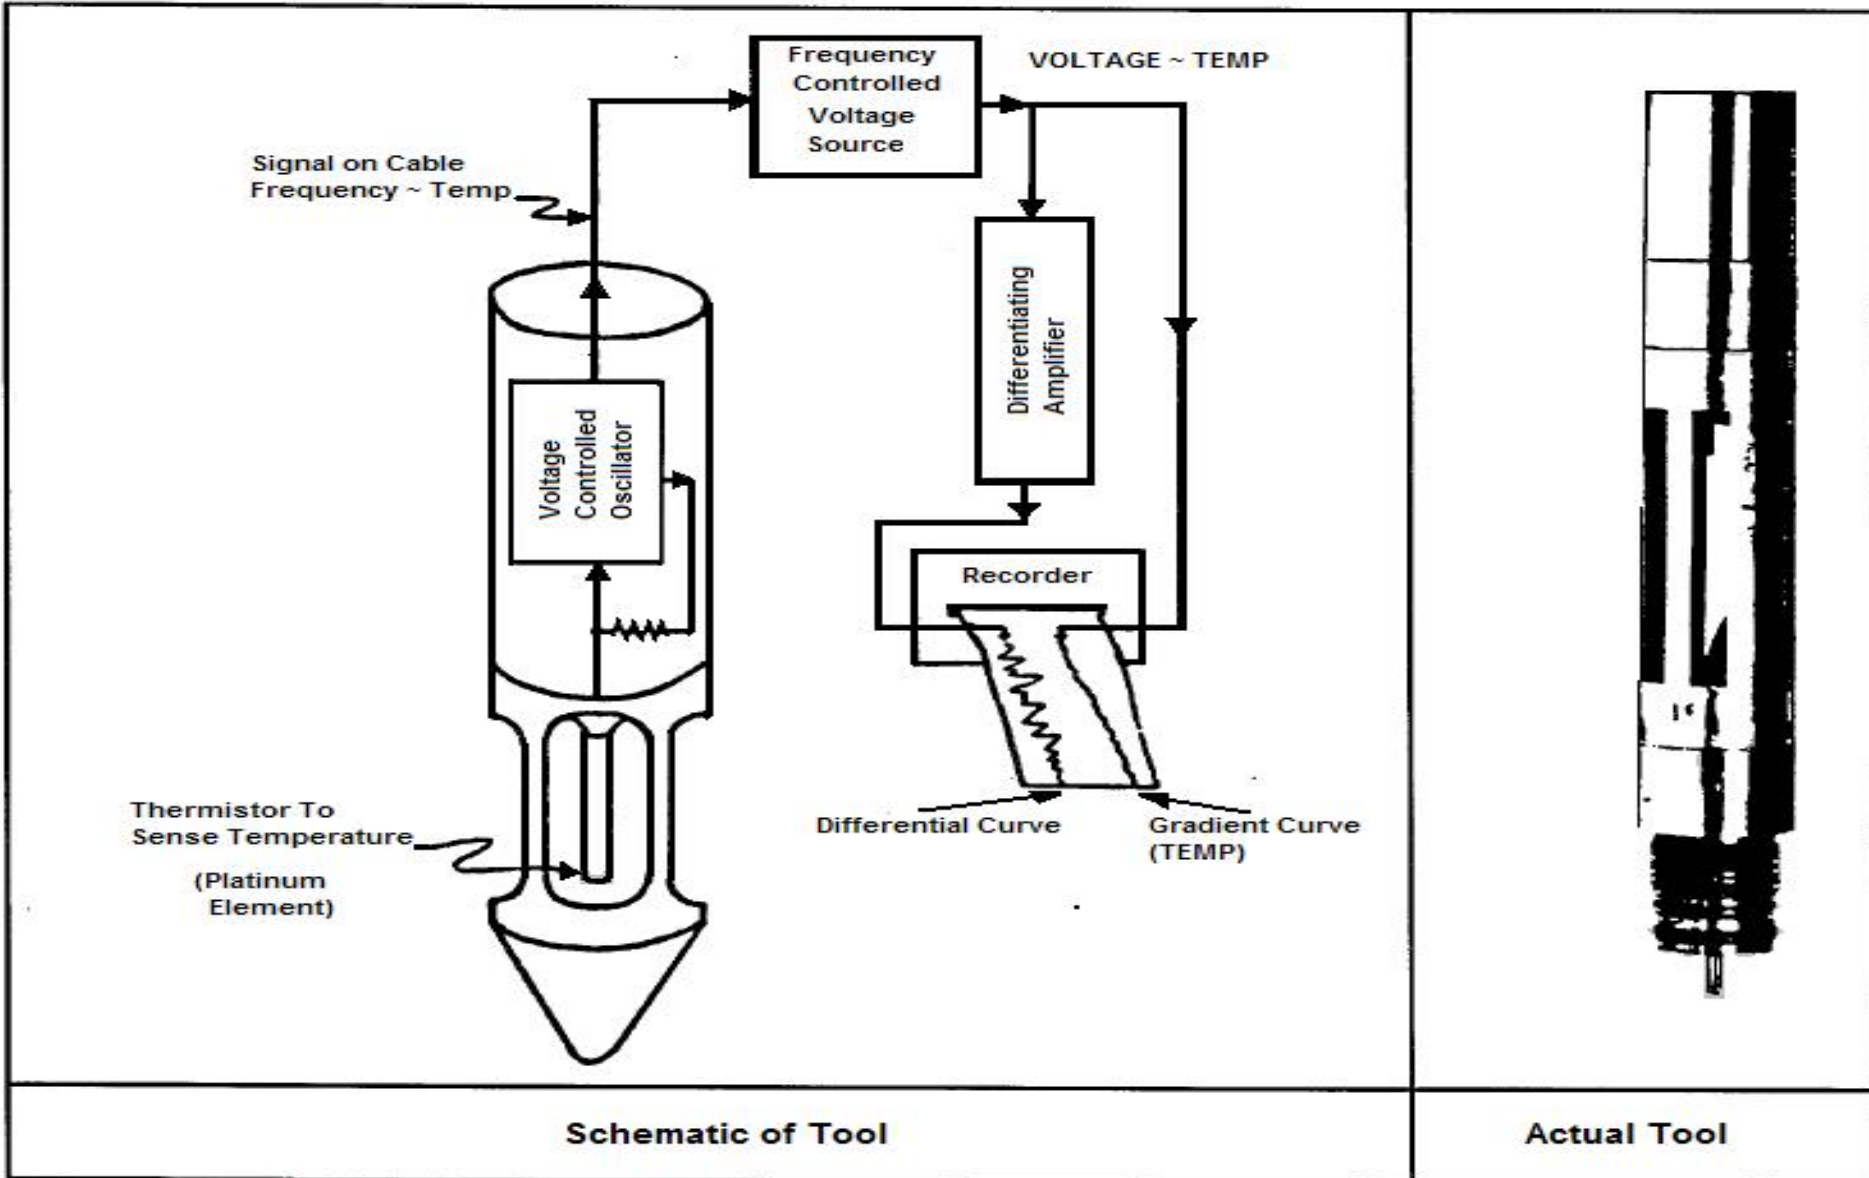 Frequency
Controlled
Voltage
Source
VOLTAGE ~ TEMP
Signal on Cable
Frequency ~ Temp
Differentiating
Amplifier
Voltage
Controlled
Oscillator
Recorder
Thermistor To
Sense Temperature
(Platinum
Element)
Differential Curve
Gradient Curve
(TEMP)
Schematic of Tool
Actual Tool